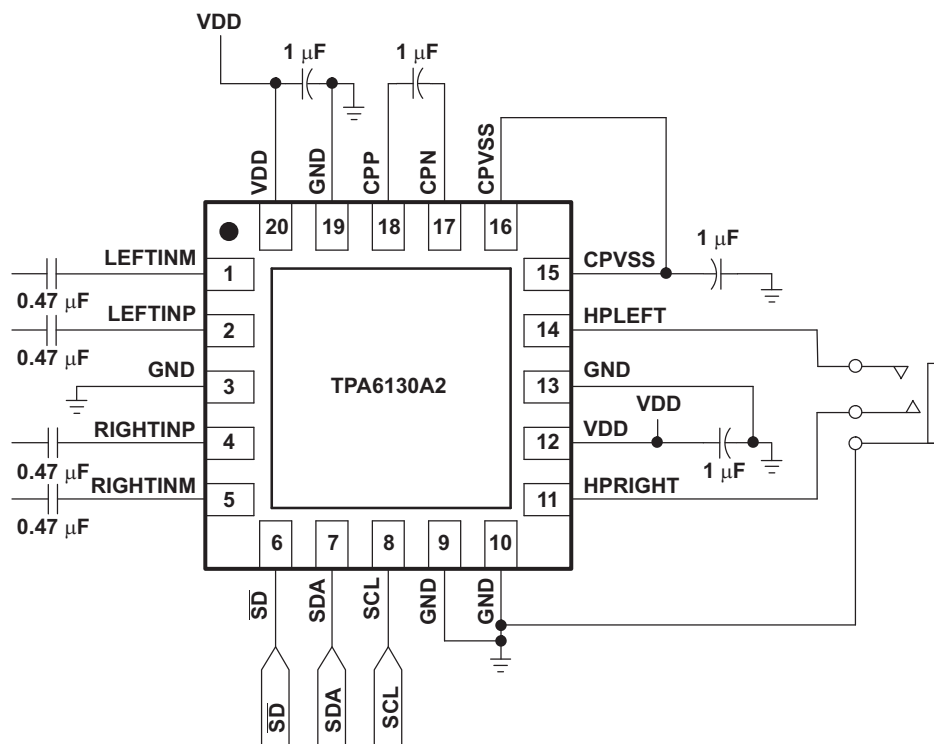 VDD
1 μF
1 μF
VDD
GND
CPP
CPN
CPVSS
20
19
18
17
16
LEFTINM
1
0.47 μF
LEFTINP
2
0.47 μF
GND
3
RIGHTINP
4
0.47 μF
RIGHTINM
5
0.47 μF
TPA6130A2
15
CPVSS
1 μF
14
HPLEFT
13
GND
VDD
12
VDD
1 μF
11
HPRIGHT
6
7
8
9
10
S̅D̅
SDA
SCL
GND
GND
S̅D̅
SDA
SCL